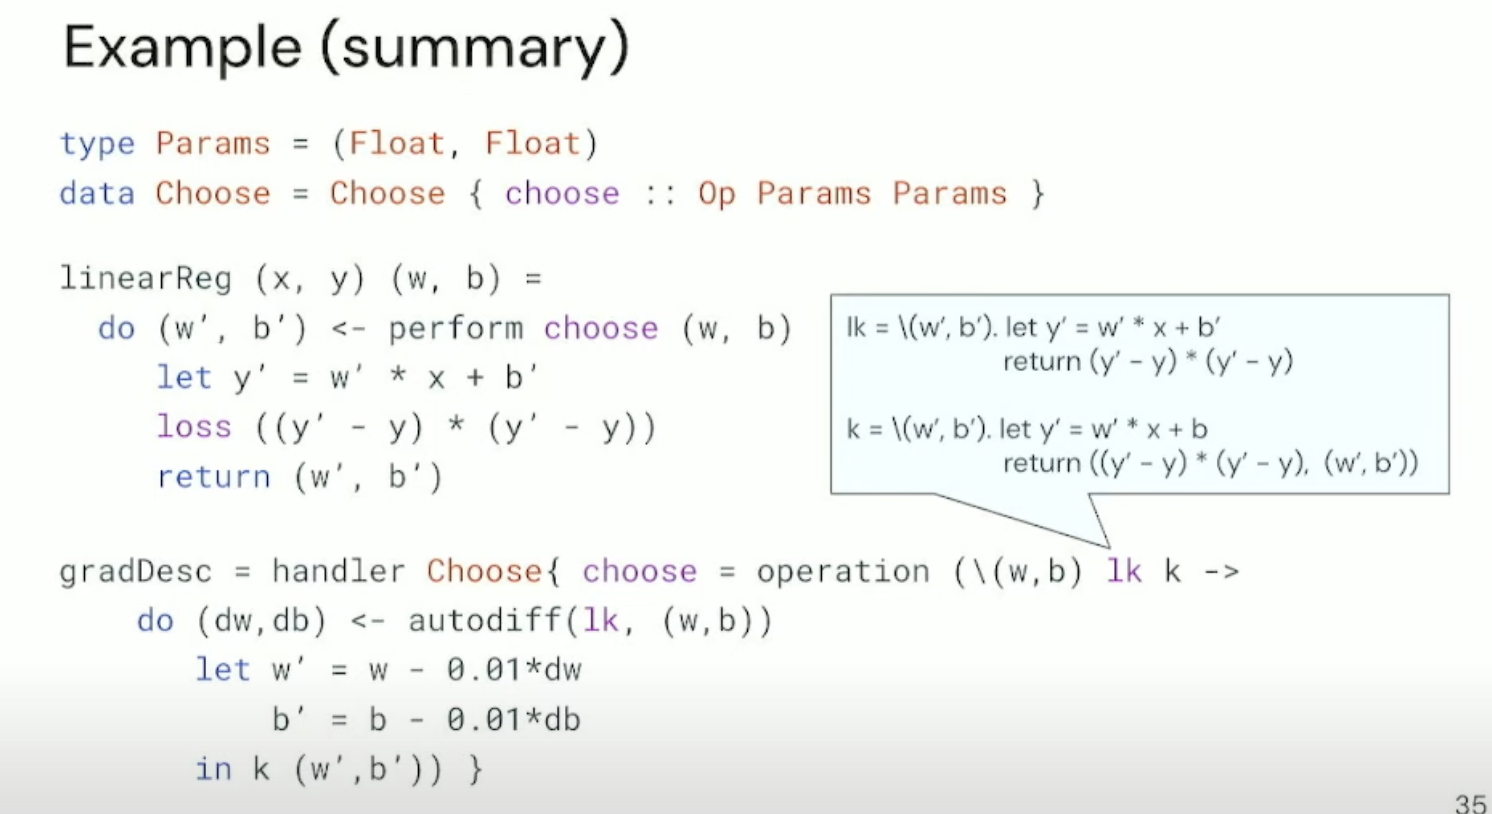 Example (summary)
type Params = (Float, Float)
data Choose = Choose { choose :: Op Params Params }
linearReg (x, y) (w, b) =
do (w′, b′) <- perform choose (w, b)
let y′ = w′ * x + b′
loss ((y′ - y) * (y′ - y))
return (w′, b′)
lk = \(w′, b′). let y′ = w′ * x + b′
return (y′ - y) * (y′ - y)
k = \(w′, b′). let y′ = w′ * x + b
return ((y′ - y) * (y′ - y), (w′, b′))
gradDesc = handler Choose{ choose = operation (\(w,b) lk k ->
do (dw,db) <- autodiff(lk, (w,b))
let w′ = w - 0.01*dw
b′ = b - 0.01*db
in k (w′,b′)) }
35